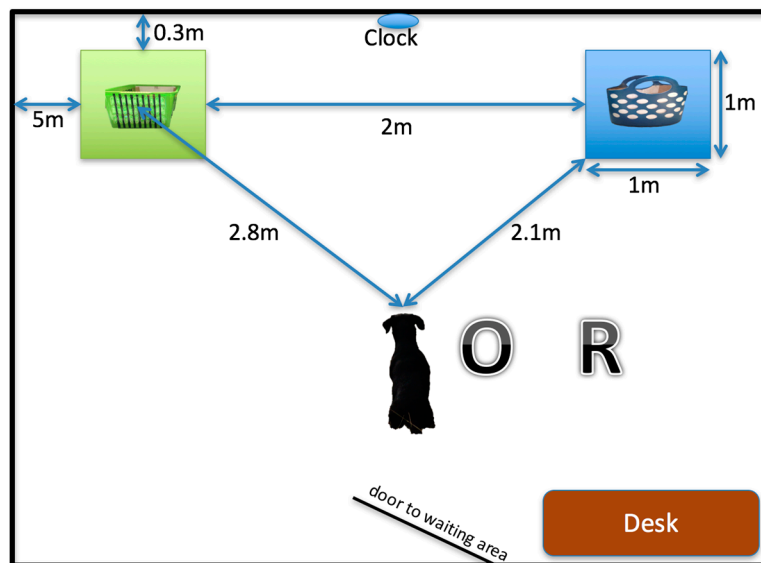 0.3m
Clock
5m
2m
1m
1m
2.8m
2.1m
O R
door to waiting area
Desk